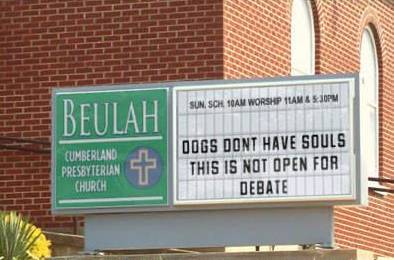 BEULAH
CUMBERLAND
PRESBYTERIAN
CHURCH
SUN. SCH. 10AM WORSHIP 11AM & 5:30PM
DOGS DONT HAVE SOULS
THIS IS NOT OPEN FOR
DEBATE